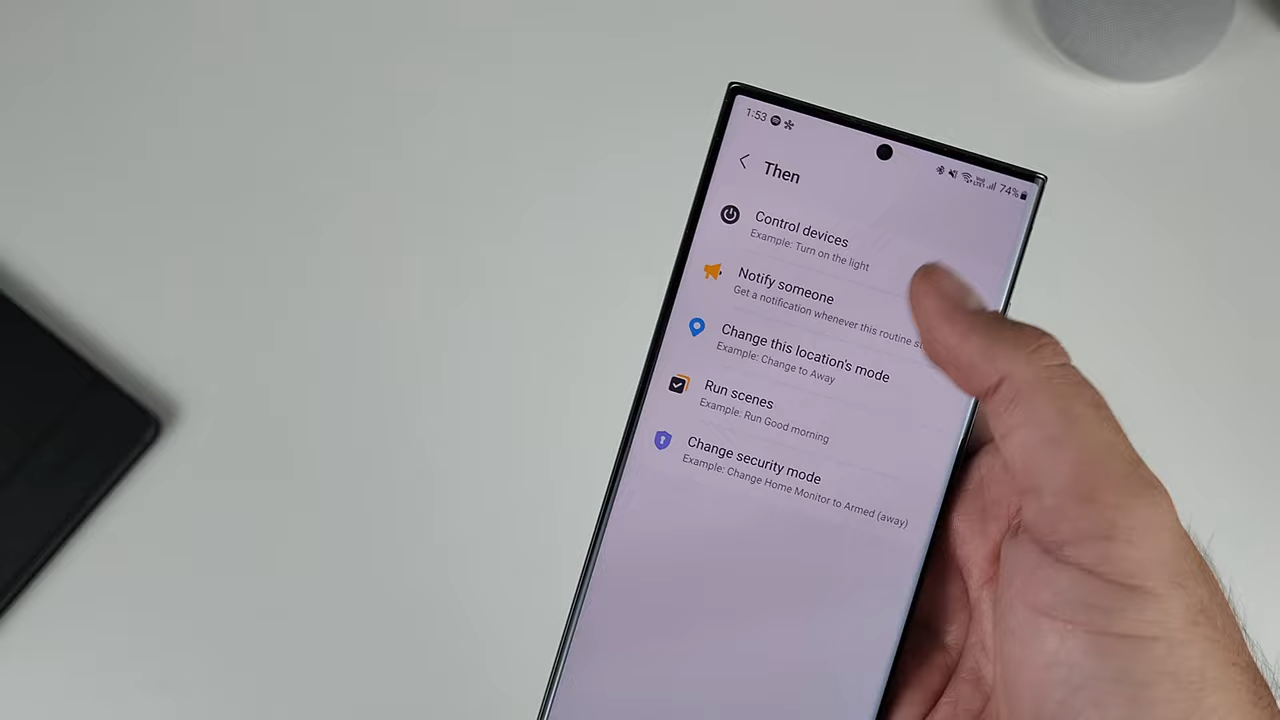 1:53
74%
Then
Control devices
Example: Turn on the light
Notify someone
Get a notification whenever this routine
Change this location's mode
Example: Change to Away
Run scenes
Example: Run Good morning
Change security mode
Example: Change Home Monitor to Armed (away)